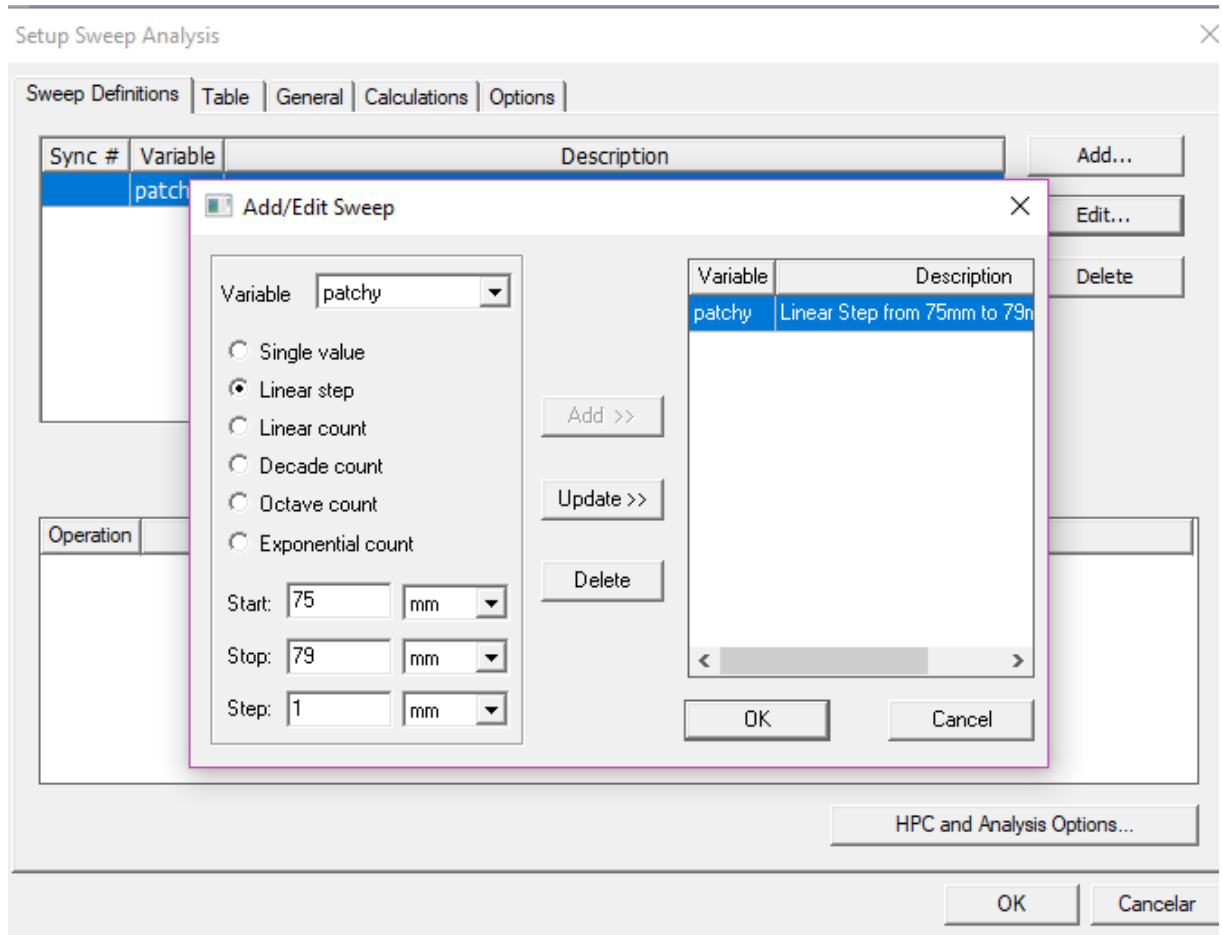 Setup Sweep Analysis
Sweep Definitions Table General Calculations Options
Sync # Variable Description
Add...
patch
Edit...
Delete
Operation
HPC and Analysis Options...
OK Cancelar
Add/Edit Sweep
Variable patchy
Single value
Linear step
Linear count
Decade count
Octave count
Exponential count
Start: 75 mm
Stop: 79 mm
Step: 1 mm
Add >>
Update >>
Delete
Variable Description
patchy Linear Step from 75mm to 79m
OK Cancel